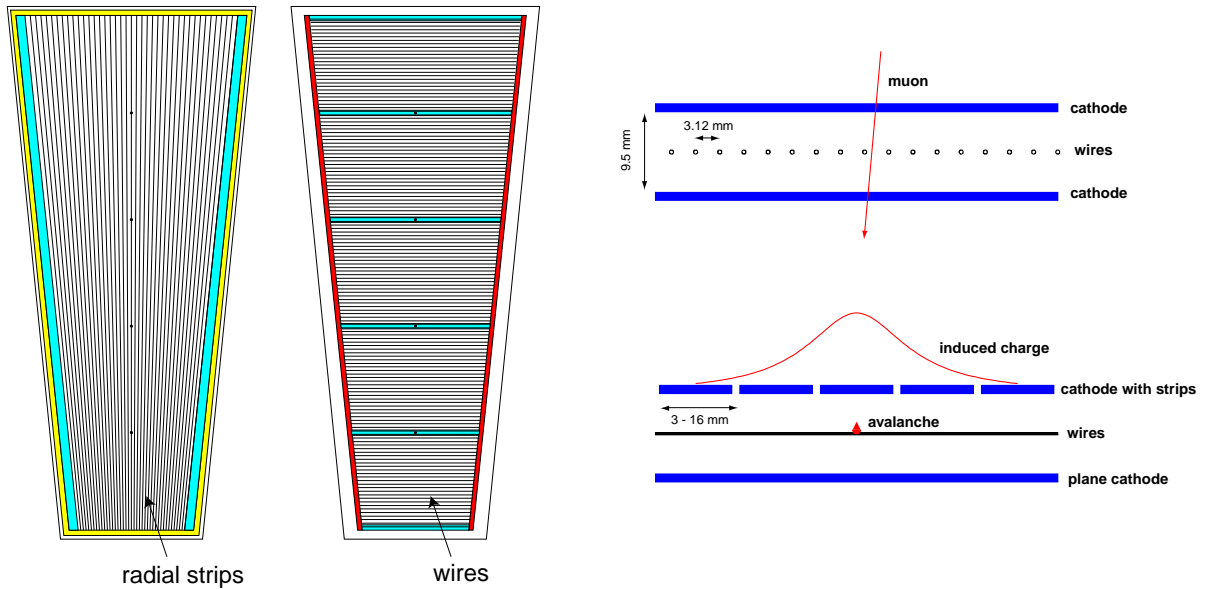 radial strips
wires
muon
cathode
3.12 mm
wires
9.5 mm
cathode
induced charge
cathode with strips
3 - 16 mm
avalanche
wires
plane cathode